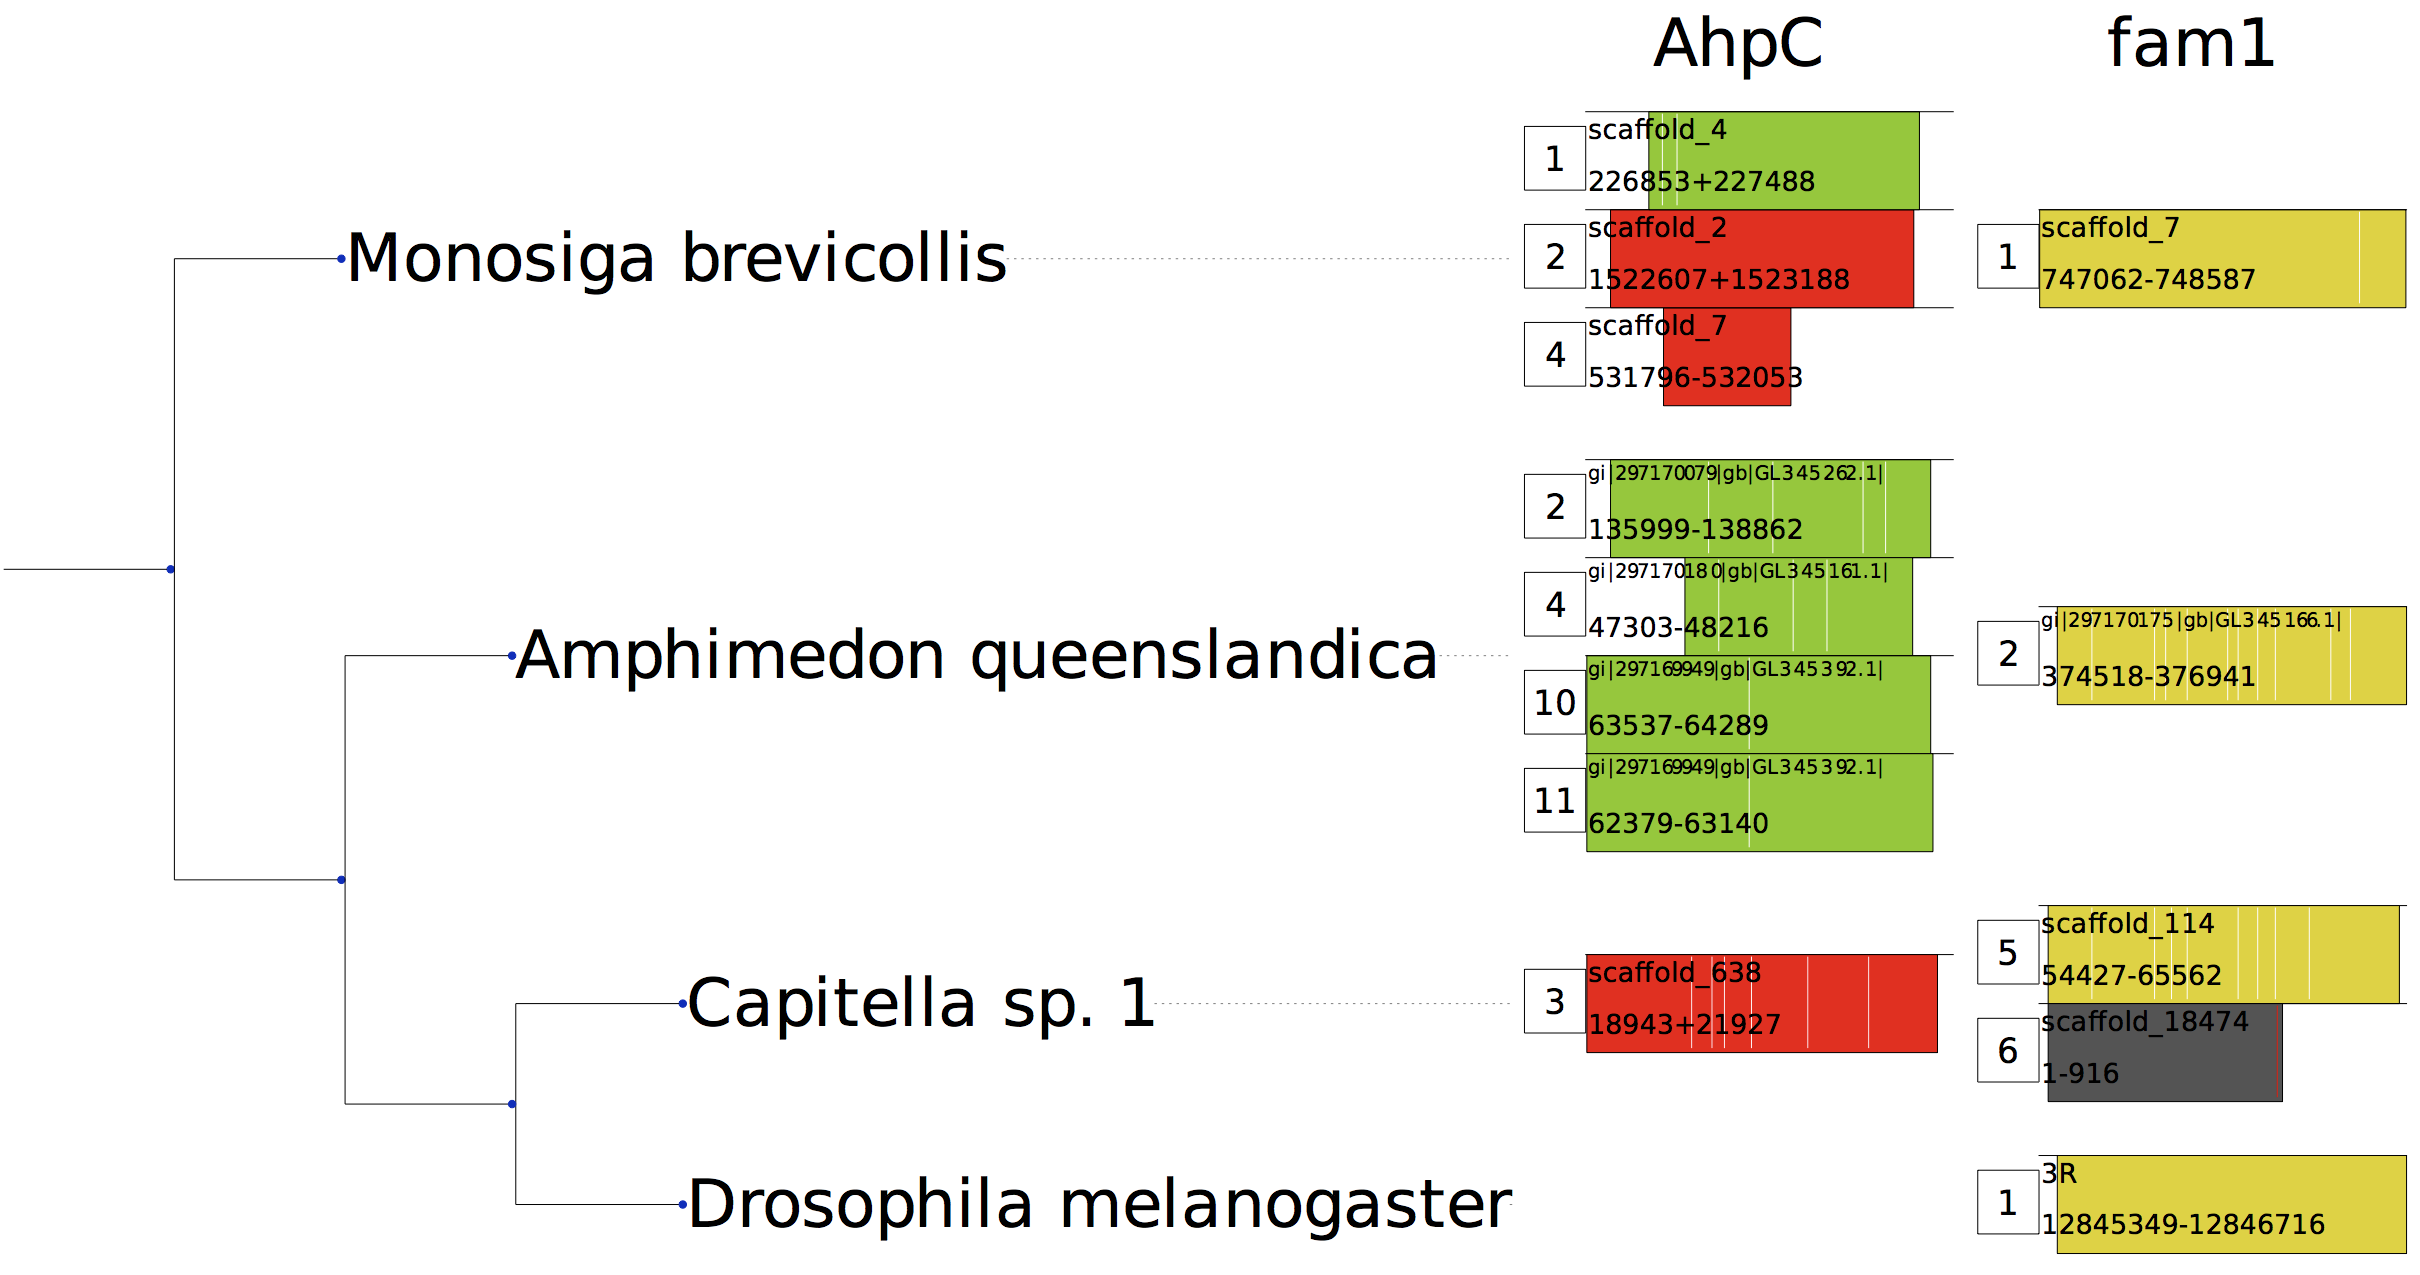 AhpC fam1
1
scaffold_4
226853+227488
Monosiga brevicollis
2
scaffold_2
1522607+1523188
1
scaffold_7
747062-748587
4
scaffold_7
531796-532053
2
gi|297170079|gb|GL345262.1|
135999-138862
Amphimedon queenslandica
4
gi|297170180|gb|GL345161.1|
47303-48216
10
gi|297169949|gb|GL345392.1|
63537-64289
2
gi|297170175|gb|GL345166.1|
374518-376941
11
gi|297169949|gb|GL345392.1|
62379-63140
Capitella sp. 1
3
scaffold_638
18943+21927
5
scaffold_114
54427-65562
6
scaffold_18474
1-916
Drosophila melanogaster
1
3R
12845349-12846716